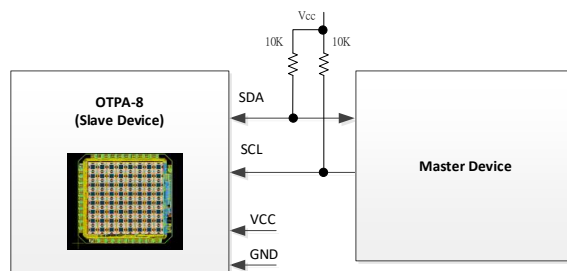 Vcc
10K
10K
OTPA-8
(Slave Device)
SDA
SCL
Master Device
VCC
GND